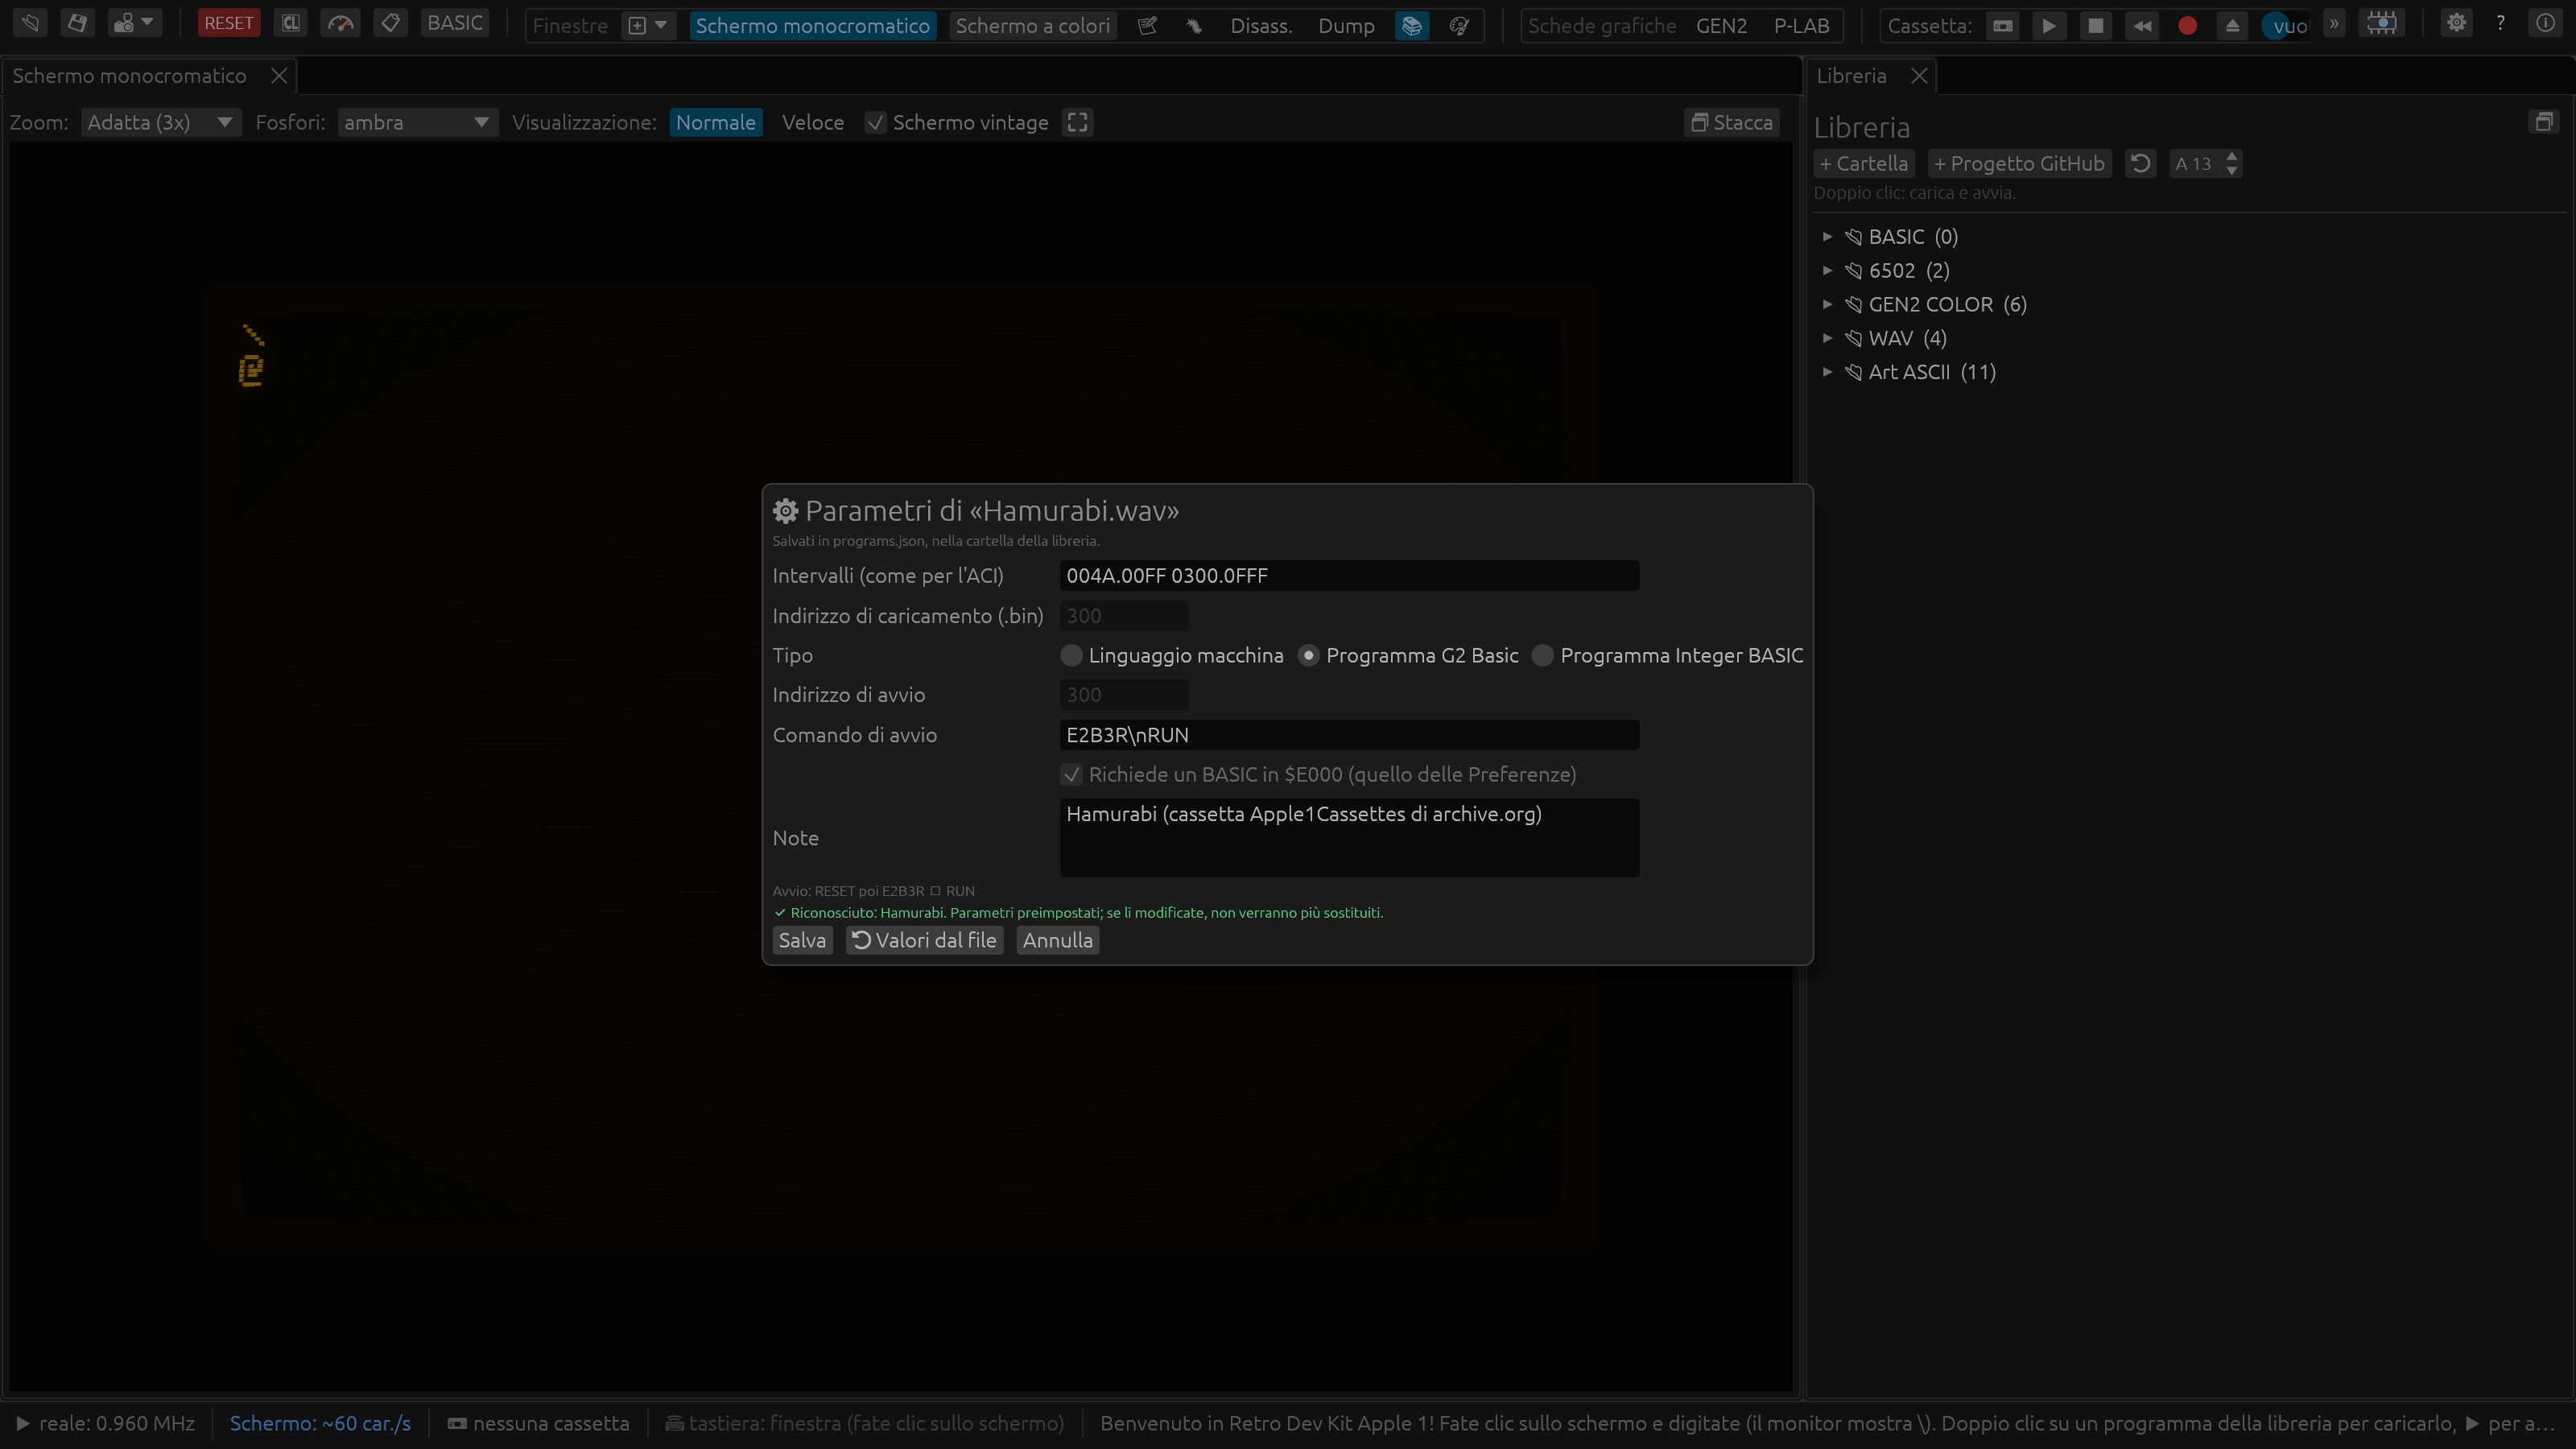 RESET BASIC Finestre Schermo monocromatico Schermo a colori Disass. Dump Schede grafiche GEN2 P-LAB Cassetta: vuo »  ?
Schermo monocromatico Libreria
Zoom: Adatta (3x) Fosfori: ambra Visualizzazione: Normale Veloce Schermo vintage Stacca
Libreria
+ Cartella + Progetto GitHub A 13
Doppio clic: carica e avvia.
BASIC (0)
6502 (2)
GEN2 COLOR (6)
WAV (4)
Art ASCII (11)
\
@
Parametri di «Hamurabi.wav»
Salvati in programs.json, nella cartella della libreria.
Intervalli (come per l'ACI) 004A.00FF 0300.0FFF
Indirizzo di caricamento (.bin) 300
Tipo Linguaggio macchina Programma G2 Basic Programma Integer BASIC
Indirizzo di avvio 300
Comando di avvio E2B3R\nRUN
Richiede un BASIC in $E000 (quello delle Preferenze)
Note Hamurabi (cassetta Apple1Cassettes di archive.org)
Avvio: RESET poi E2B3R □ RUN
✓ Riconosciuto: Hamurabi. Parametri preimpostati; se li modificate, non verranno più sostituiti.
Salva Valori dal file Annulla
reale: 0.960 MHz Schermo: ~60 car./s nessuna cassetta tastiera: finestra (fate clic sullo schermo) Benvenuto in Retro Dev Kit Apple 1! Fate clic sullo schermo e digitate (il monitor mostra \). Doppio clic su un programma della libreria per caricarlo, ▶ per a…